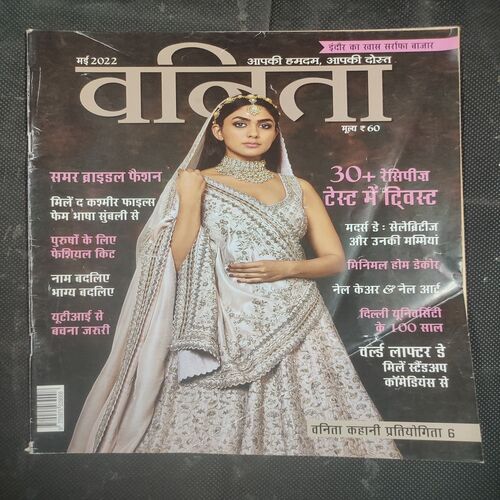 इंदौर का खास सर्राफा बाजार
मई 2022
आपकी हमदम, आपकी दोस्त
वनिता
मूल्य ₹ 60
समर ब्राइडल फैशन
मिलें द कश्मीर फाइल्स
फेम भाषा सुंबली से
पुरुषों के लिए
फेशियल किट
नाम बदलिए
भाग्य बदलिए
यूटीआई से
बचना जरूरी
30+ रेसिपीज
टेस्ट में ट्विस्ट
मदर्स डे : सेलेब्रिटीज
और उनकी मम्मियां
मिनिमल होम डेकोर
नेल केअर & नेल आर्ट
दिल्ली यूनिवर्सिटी
के 100 साल
वर्ल्ड लाफ्टर डे
मिलें स्टैंडअप
कॉमेडियंस से
वनिता कहानी प्रतियोगिता 6